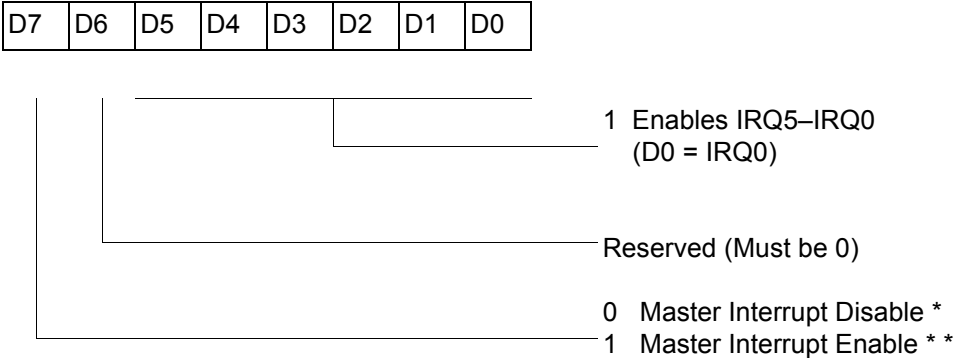 D7 D6 D5 D4 D3 D2 D1 D0
1 Enables IRQ5–IRQ0
(D0 = IRQ0)
Reserved (Must be 0)
0 Master Interrupt Disable *
1 Master Interrupt Enable * *